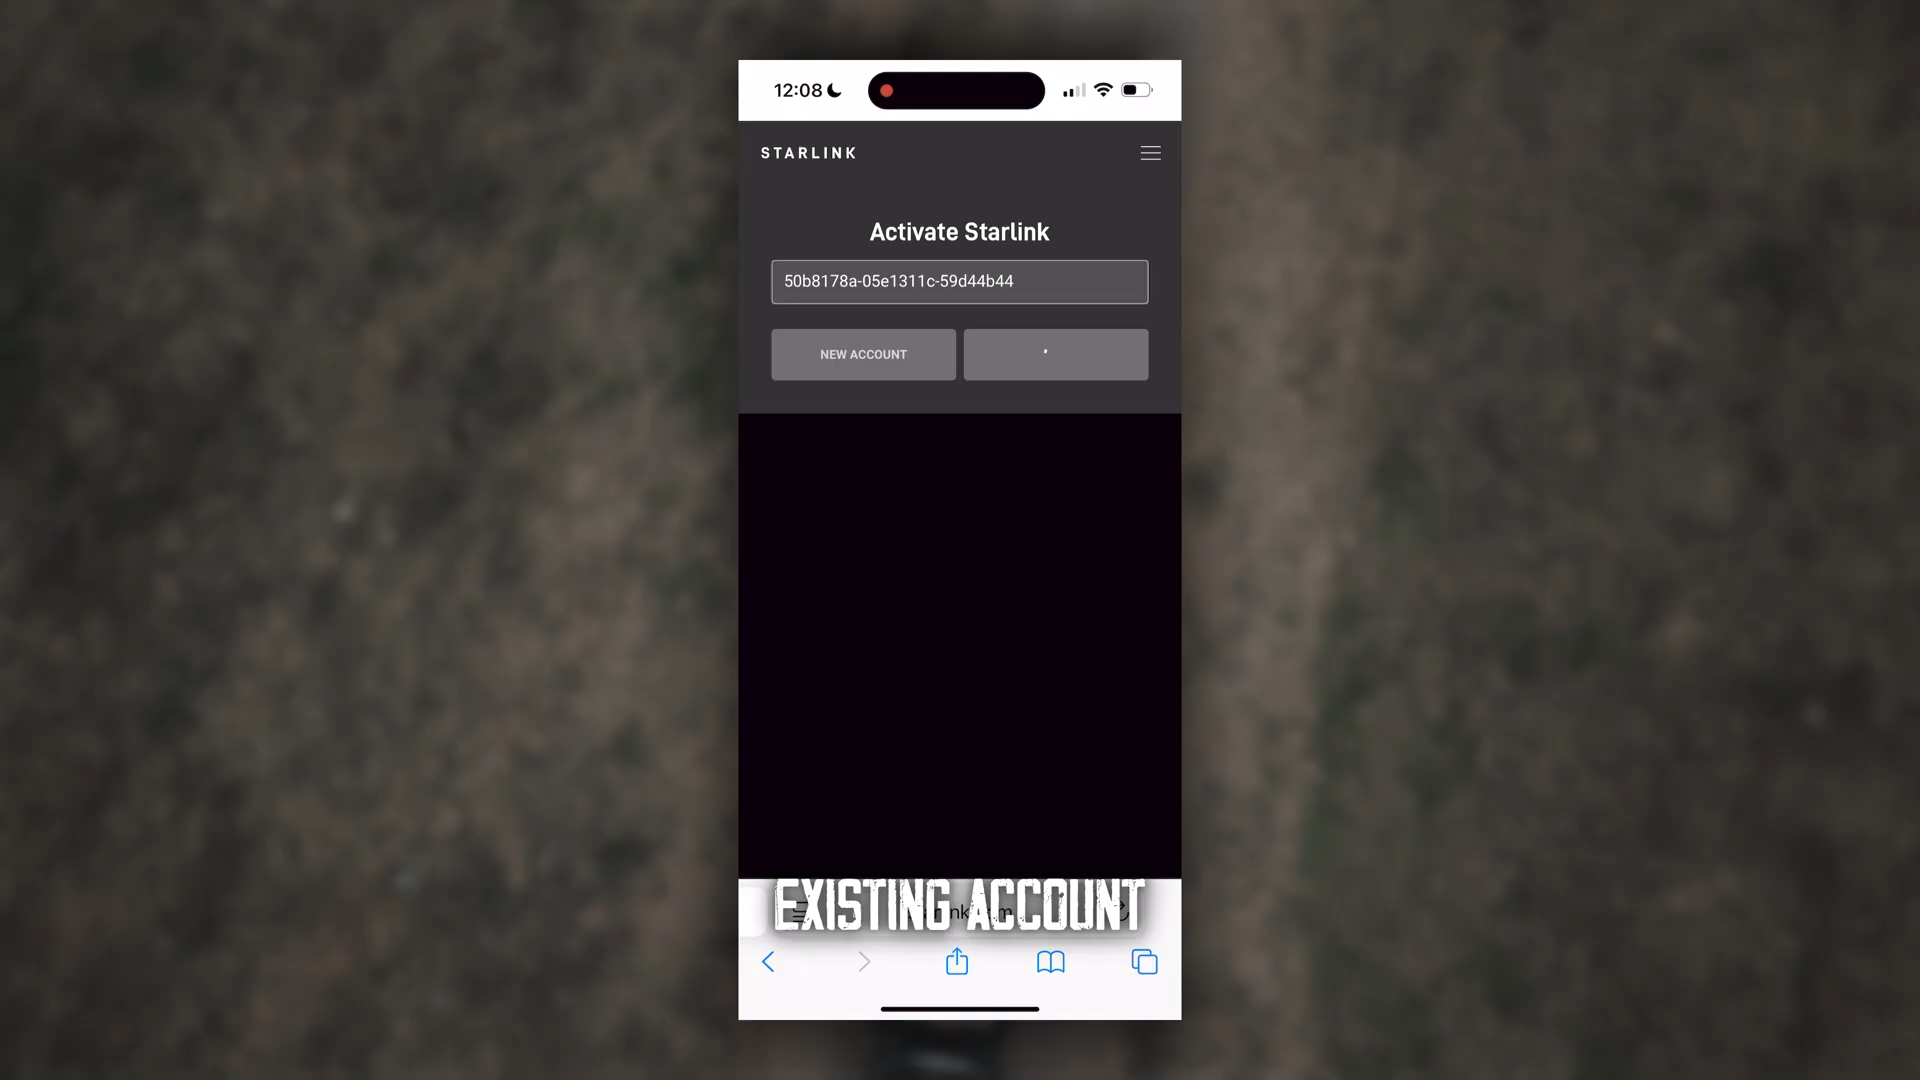 12:08
STARLINK
Activate Starlink
50b8178a-05e1311c-59d44b44
NEW ACCOUNT
EXISTING ACCOUNT